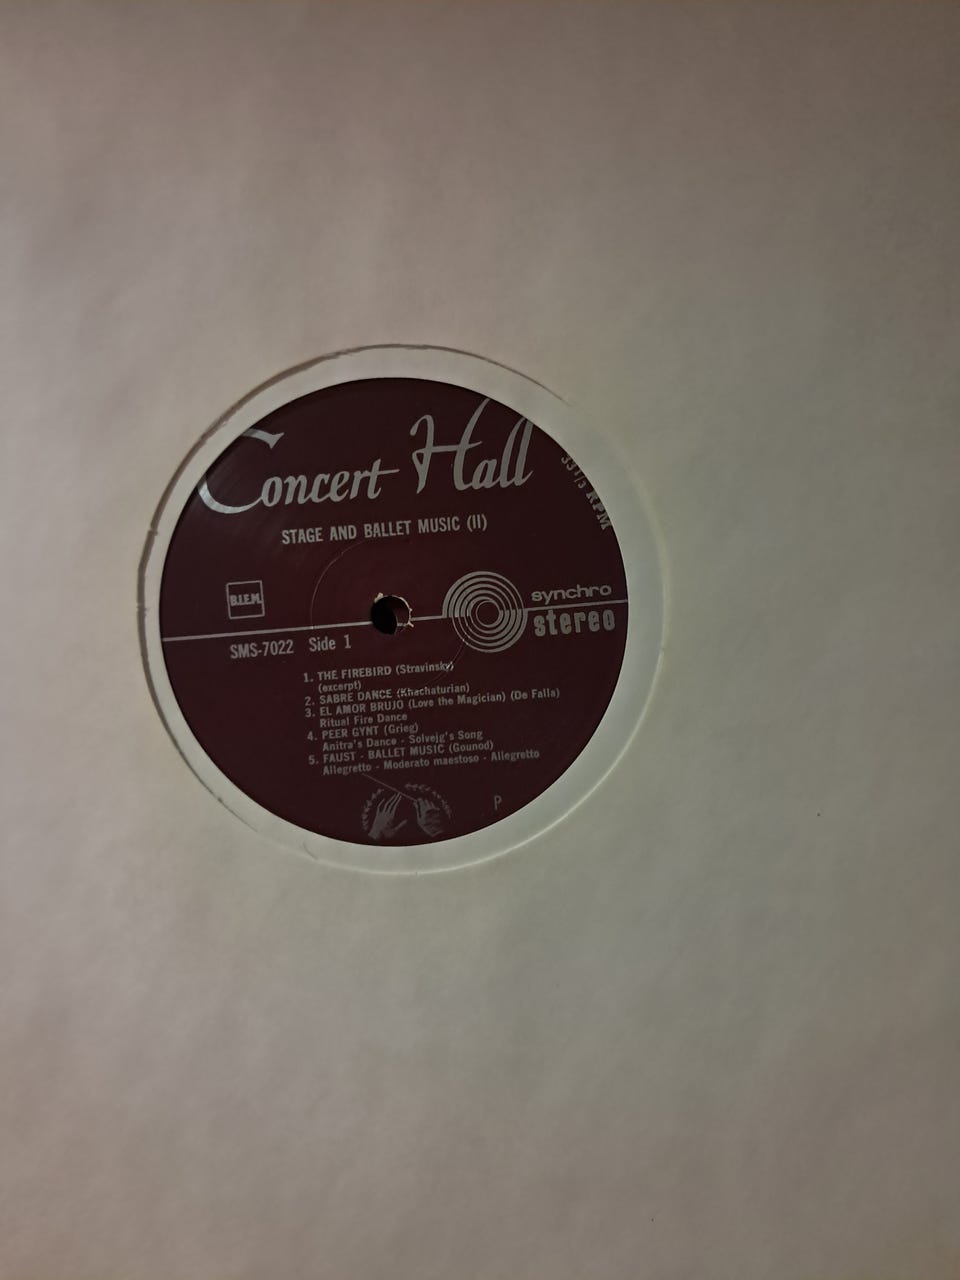 Concert Hall
33 1/3 RPM
STAGE AND BALLET MUSIC (II)
B.I.E.M.
synchro
stereo
SMS-7022 Side 1
1. THE FIREBIRD (Stravinsky)
(excerpt)
2. SABRE DANCE (Khachaturian)
3. EL AMOR BRUJO (Love the Magician) (De Falla)
Ritual Fire Dance
4. PEER GYNT (Grieg)
Anitra's Dance - Solvejg's Song
5. FAUST - BALLET MUSIC (Gounod)
Allegretto - Moderato maestoso - Allegretto
P